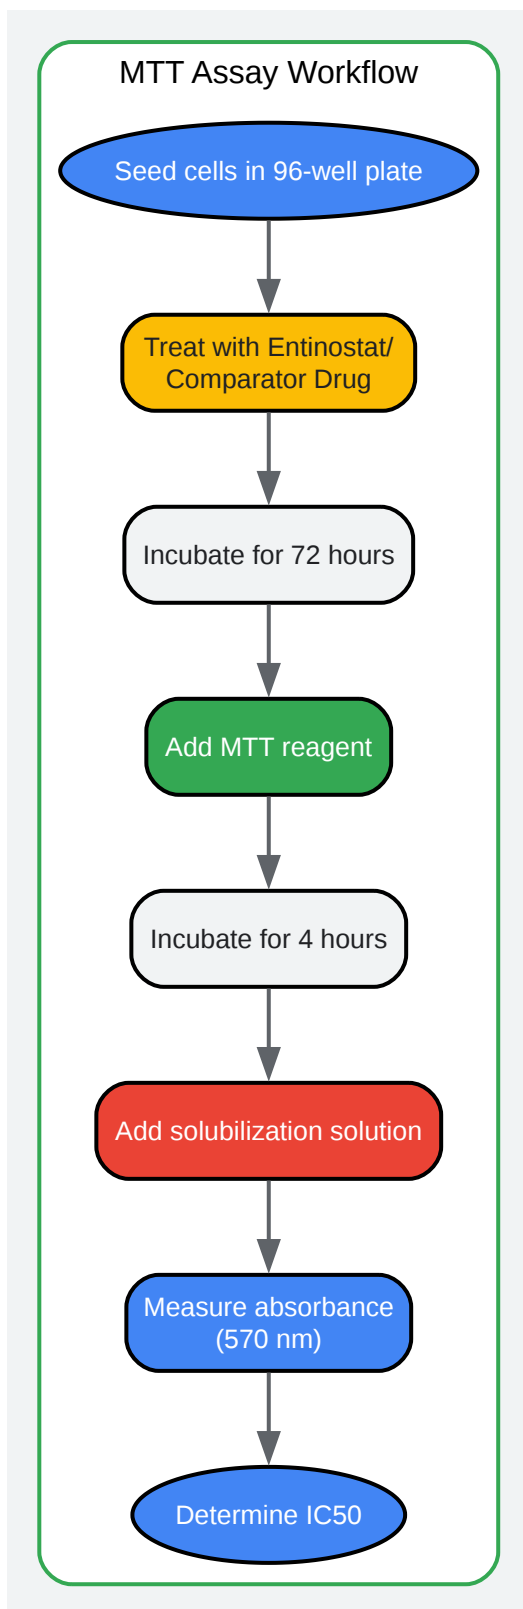 MTT Assay Workflow
Seed cells in 96-well plate
Treat with Entinostat/
Comparator Drug
Incubate for 72 hours
Add MTT reagent
Incubate for 4 hours
Add solubilization solution
Measure absorbance
(570 nm)
Determine IC50